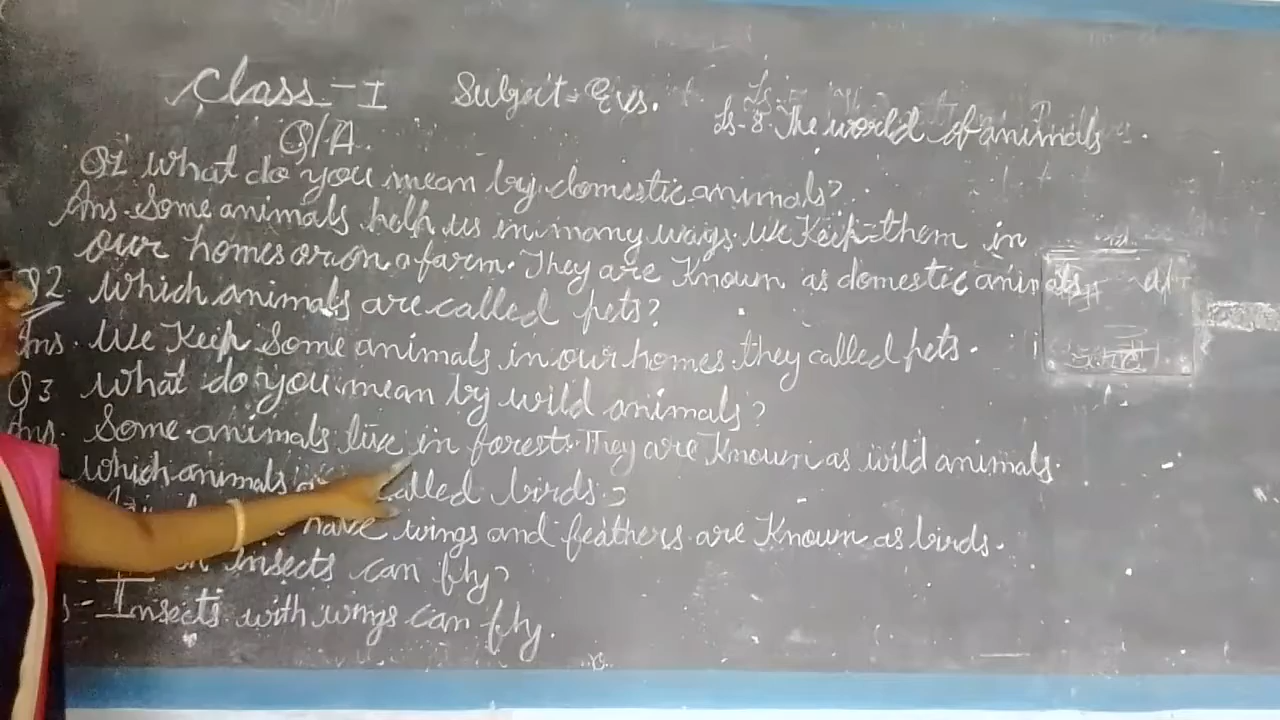 Class - I Subject - Evs. Ls-8. The world of animals.
Q/A.
Q1 What do you mean by domestic animals?
Ans. Some animals help us in many ways. We Keep them in
our homes or on a farm. They are Known as domestic animals
Q2 Which animals are called pets?
Ans. We Keep Some animals in our homes. they called pets.
Q3 What do you mean by wild animals?
Ans. Some animals live in forest. They are Known as wild animals.
which animals called birds?
have wings and feathers are Known as birds.
insects can fly?
- Insects with wings can fly.